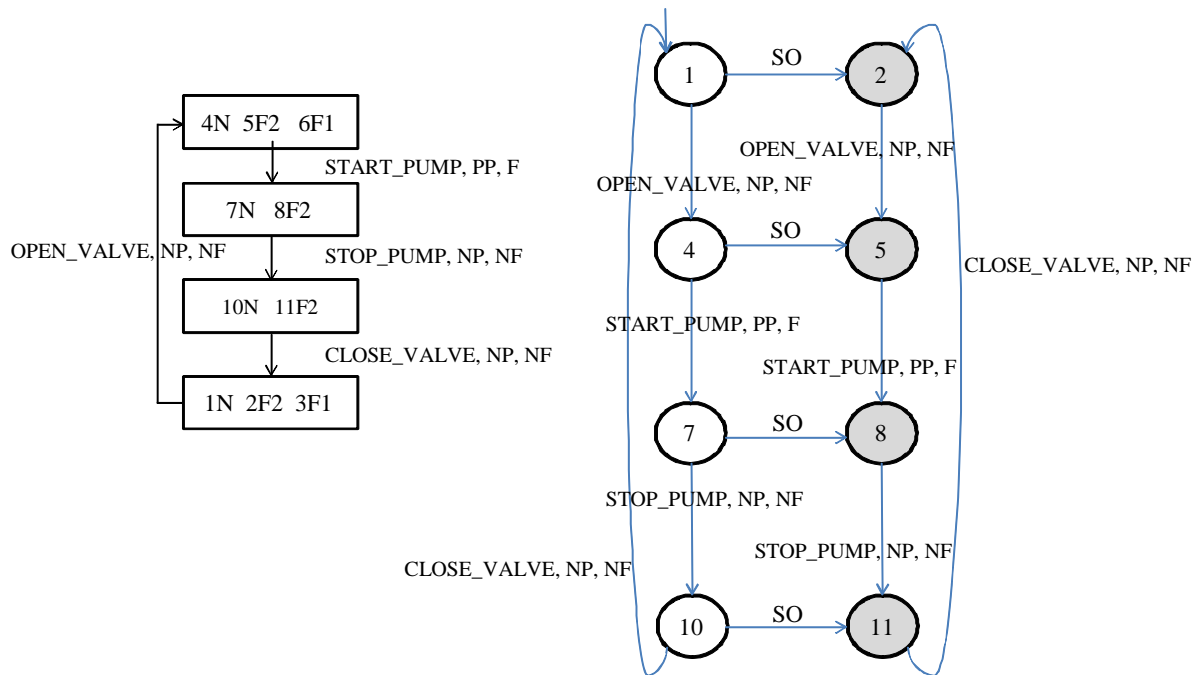 4N 5F2 6F1
START_PUMP, PP, F
7N 8F2
OPEN_VALVE, NP, NF
STOP_PUMP, NP, NF
10N 11F2
CLOSE_VALVE, NP, NF
1N 2F2 3F1
1
SO
2
OPEN_VALVE, NP, NF
OPEN_VALVE, NP, NF
4
SO
5
CLOSE_VALVE, NP, NF
START_PUMP, PP, F
START_PUMP, PP, F
7
SO
8
STOP_PUMP, NP, NF
STOP_PUMP, NP, NF
CLOSE_VALVE, NP, NF
10
SO
11